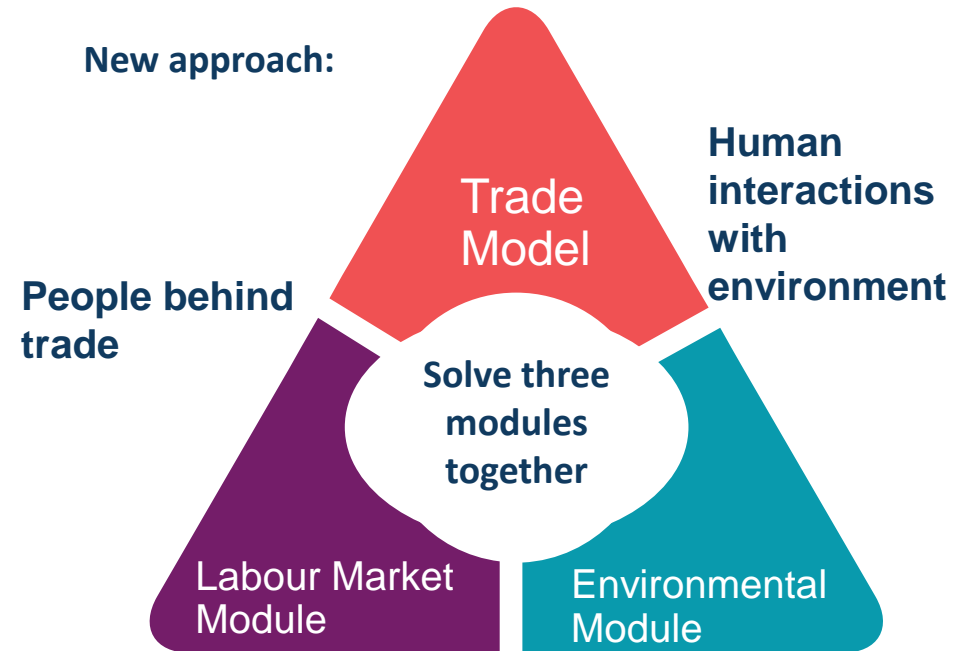 New approach:
Trade
Model
Human
interactions
with
environment
People behind
trade
Solve three
modules
together
Labour Market
Module
Environmental
Module